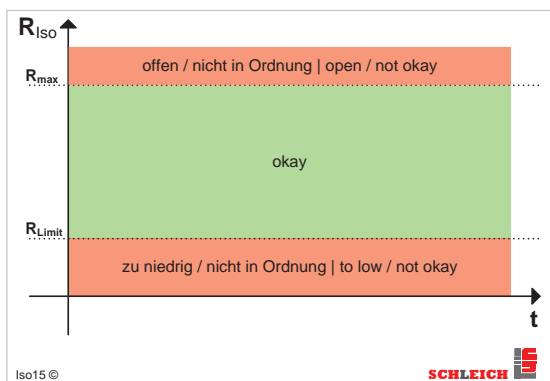 R Iso
offen / nicht in Ordnung | open / not okay
Rmax
okay
RLimit
zu niedrig / nicht in Ordnung | to low / not okay
t
Iso15 ©
SCHLEICH